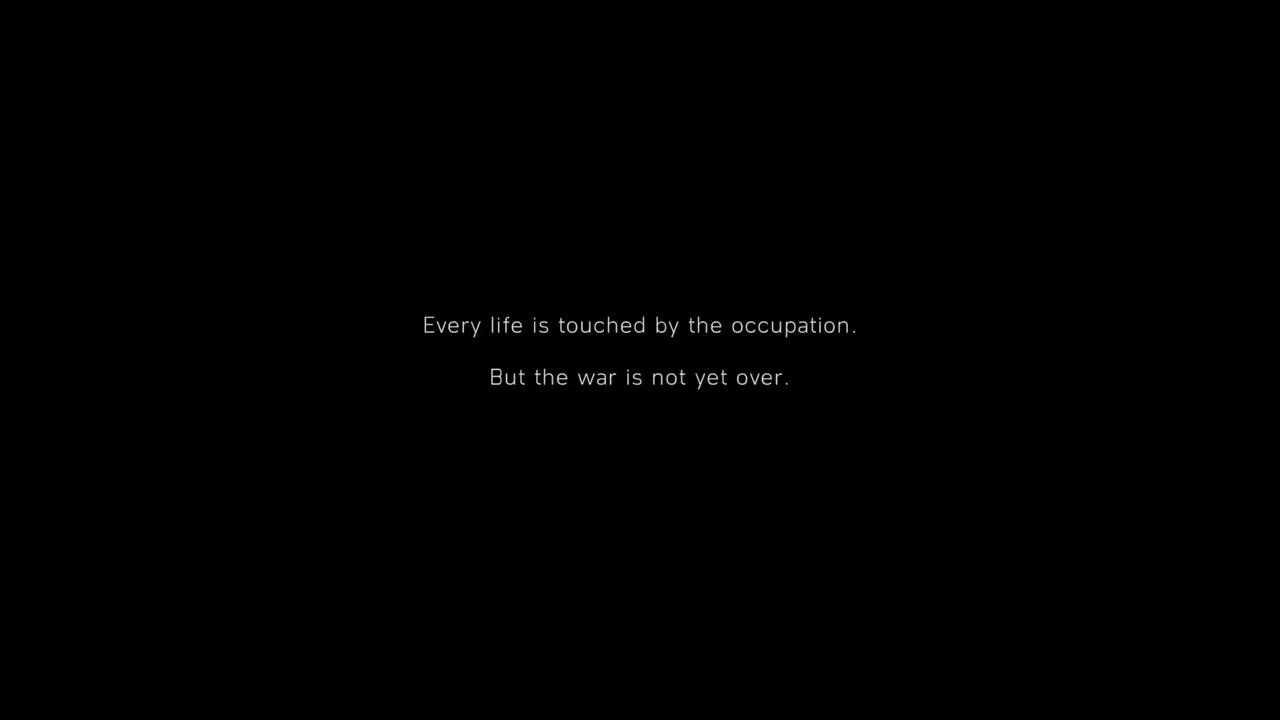 Every life is touched by the occupation.
But the war is not yet over.